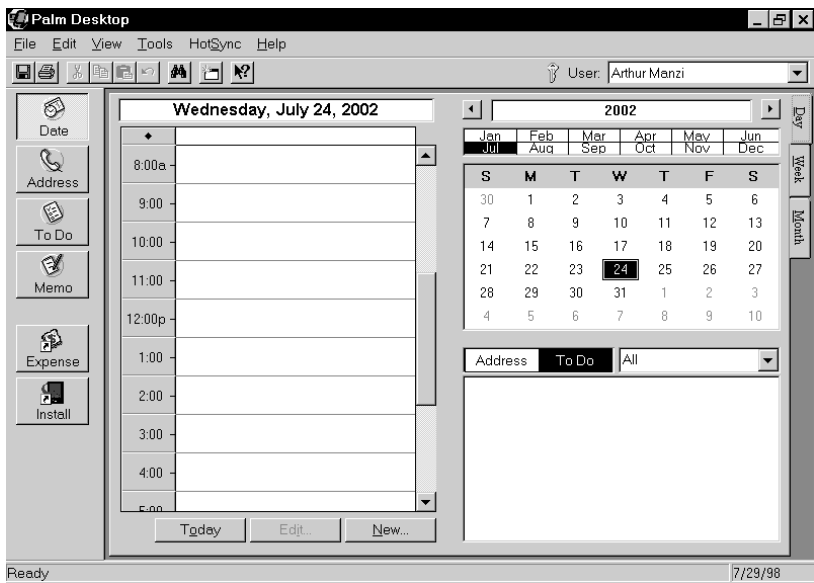 Palm Desktop
File Edit View Tools HotSync Help
User: Arthur Manzi
Date
Address
To Do
Memo
Expense
Install
Wednesday, July 24, 2002
8:00a
9:00
10:00
11:00
12:00p
1:00
2:00
3:00
4:00
5:00
Today Edit... New...
2002
Jan Feb Mar Apr May Jun
Jul Aug Sep Oct Nov Dec
S M T W T F S
30 1 2 3 4 5 6
7 8 9 10 11 12 13
14 15 16 17 18 19 20
21 22 23 24 25 26 27
28 29 30 31 1 2 3
4 5 6 7 8 9 10
Address To Do All
Day
Week
Month
Ready 7/29/98